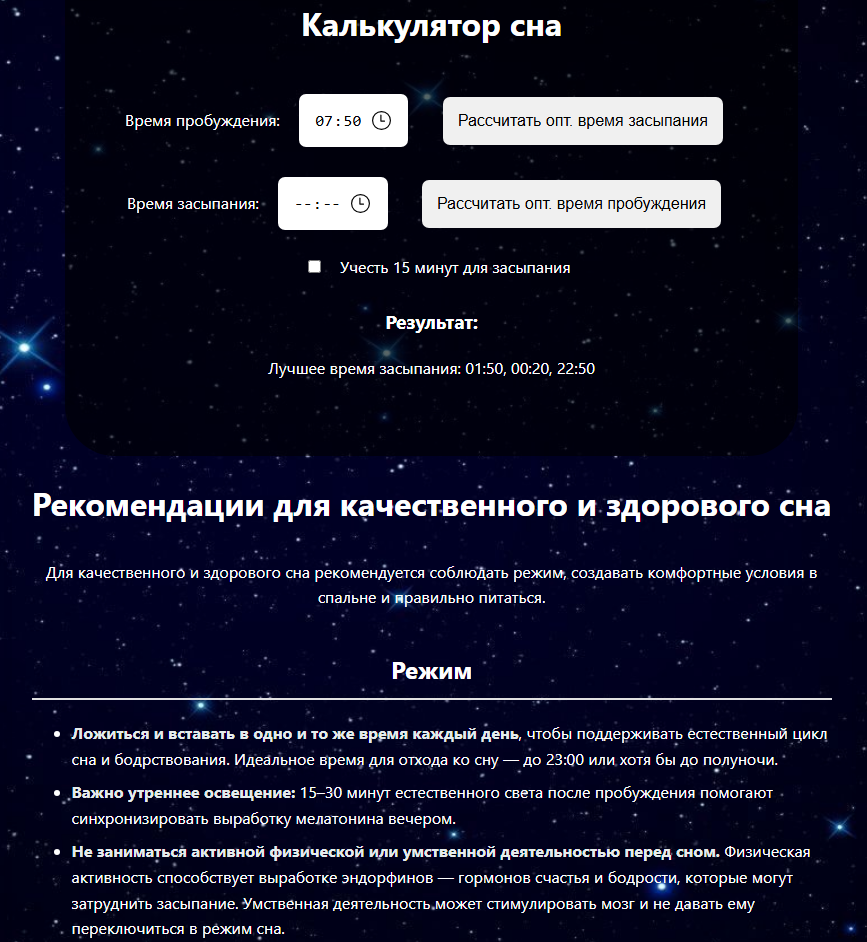 Калькулятор сна
Время пробуждения: 07:50 Рассчитать опт. время засыпания
Время засыпания: --:-- Рассчитать опт. время пробуждения
Учесть 15 минут для засыпания
Результат:
Лучшее время засыпания: 01:50, 00:20, 22:50
Рекомендации для качественного и здорового сна
Для качественного и здорового сна рекомендуется соблюдать режим, создавать комфортные условия в
спальне и правильно питаться.
Режим
• Ложиться и вставать в одно и то же время каждый день, чтобы поддерживать естественный цикл
сна и бодрствования. Идеальное время для отхода ко сну — до 23:00 или хотя бы до полуночи.
• Важно утреннее освещение: 15–30 минут естественного света после пробуждения помогают
синхронизировать выработку мелатонина вечером.
• Не заниматься активной физической или умственной деятельностью перед сном. Физическая
активность способствует выработке эндорфинов — гормонов счастья и бодрости, которые могут
затруднить засыпание. Умственная деятельность может стимулировать мозг и не давать ему
переключиться в режим сна.